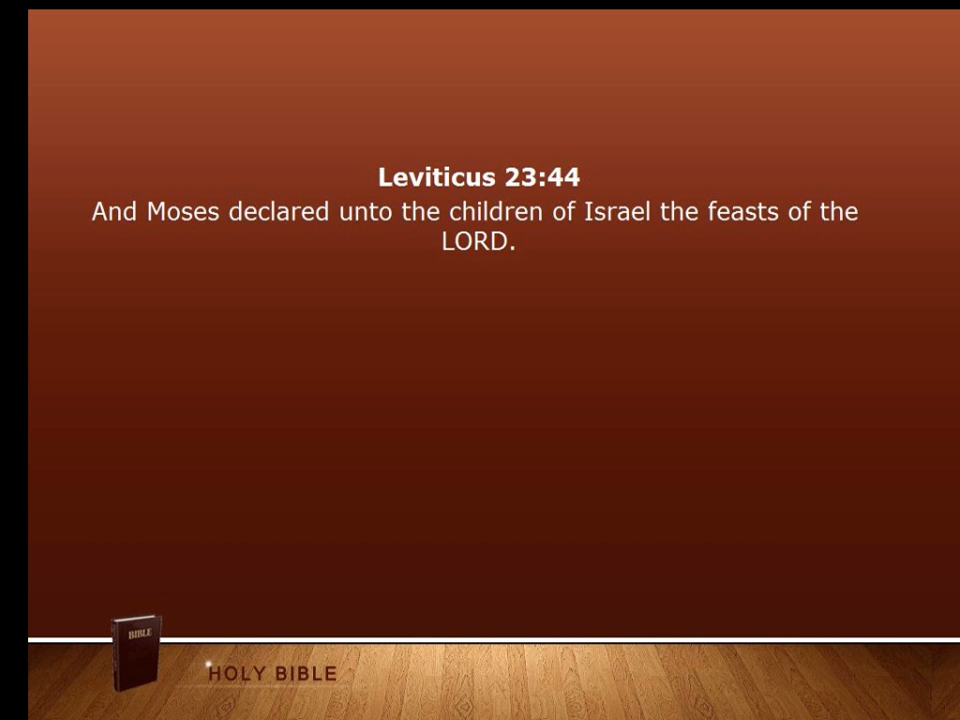 Leviticus 23:44
And Moses declared unto the children of Israel the feasts of the
LORD.
BIBLE
HOLY BIBLE